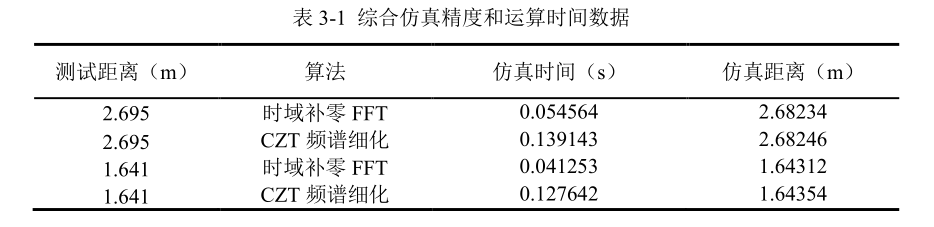 表 3-1 综合仿真精度和运算时间数据
测试距离（m） 算法 仿真时间（s） 仿真距离（m）
2.695 时域补零 FFT 0.054564 2.68234
2.695 CZT 频谱细化 0.139143 2.68246
1.641 时域补零 FFT 0.041253 1.64312
1.641 CZT 频谱细化 0.127642 1.64354